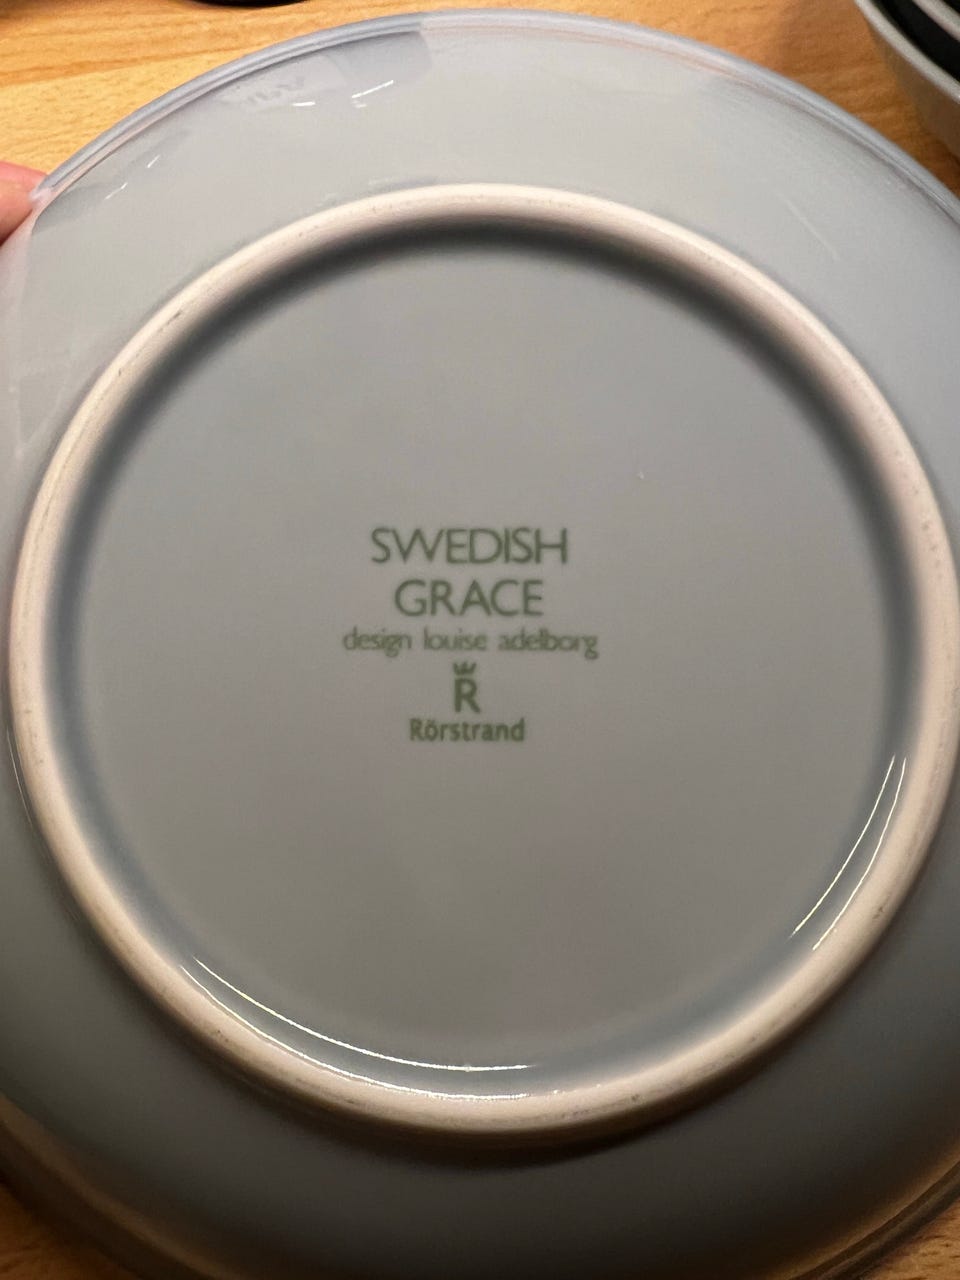 SWEDISH
GRACE
design louise adelborg
R
Rörstrand